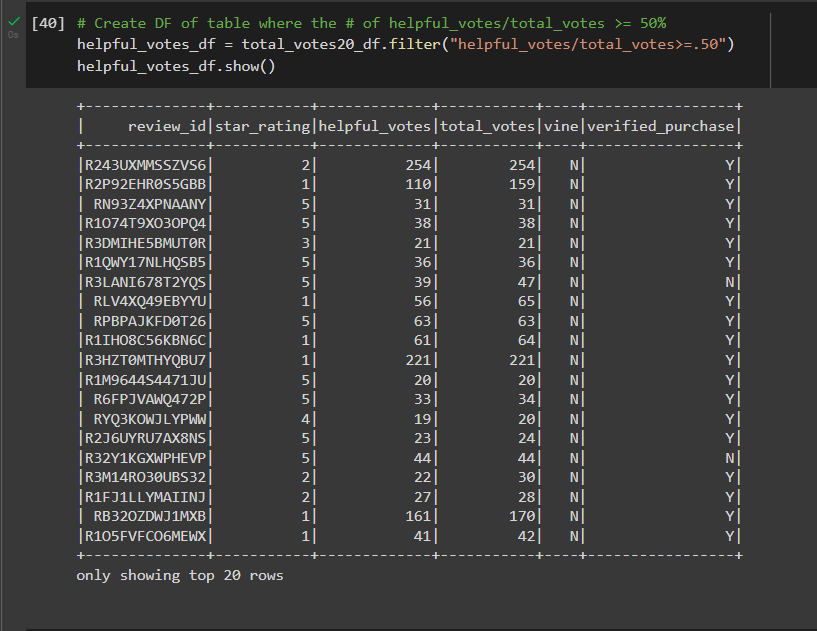 [40] # Create DF of table where the # of helpful_votes/total_votes >= 50%
helpful_votes_df = total_votes20_df.filter("helpful_votes/total_votes>=.50")
helpful_votes_df.show()
0s
+--------------+-----------+-------------+-----------+----+-----------------+
|     review_id|star_rating|helpful_votes|total_votes|vine|verified_purchase|
+--------------+-----------+-------------+-----------+----+-----------------+
|R243UXMMSSZVS6|          2|          254|        254|   N|                Y|
|R2P92EHR0S5GBB|          1|          110|        159|   N|                Y|
| RN93Z4XPNAANY|          5|           31|         31|   N|                Y|
|R1O74T9XO3OPQ4|          5|           38|         38|   N|                Y|
|R3DMIHE5BMUT0R|          3|           21|         21|   N|                Y|
|R1QWY17NLHQSB5|          5|           36|         36|   N|                Y|
|R3LANI678T2YQS|          5|           39|         47|   N|                N|
| RLV4XQ49EBYYU|          1|           56|         65|   N|                Y|
| RPBPAJKFD0T26|          5|           63|         63|   N|                Y|
|R1IHO8C56KBN6C|          1|           61|         64|   N|                Y|
|R3HZT0MTHYQBU7|          1|          221|        221|   N|                Y|
|R1M9644S4471JU|          5|           20|         20|   N|                Y|
| R6FPJVAWQ472P|          5|           33|         34|   N|                Y|
| RYQ3KOWJLYPWW|          4|           19|         20|   N|                Y|
|R2J6UYRU7AX8NS|          5|           23|         24|   N|                Y|
|R32Y1KGXWPHEVP|          5|           44|         44|   N|                N|
|R3M14RO30UBS32|          2|           22|         30|   N|                Y|
|R1FJ1LLYMAIINJ|          2|           27|         28|   N|                Y|
| RB32OZDWJ1MXB|          1|          161|        170|   N|                Y|
|R1O5FVFCO6MEWX|          1|           41|         42|   N|                Y|
+--------------+-----------+-------------+-----------+----+-----------------+
only showing top 20 rows